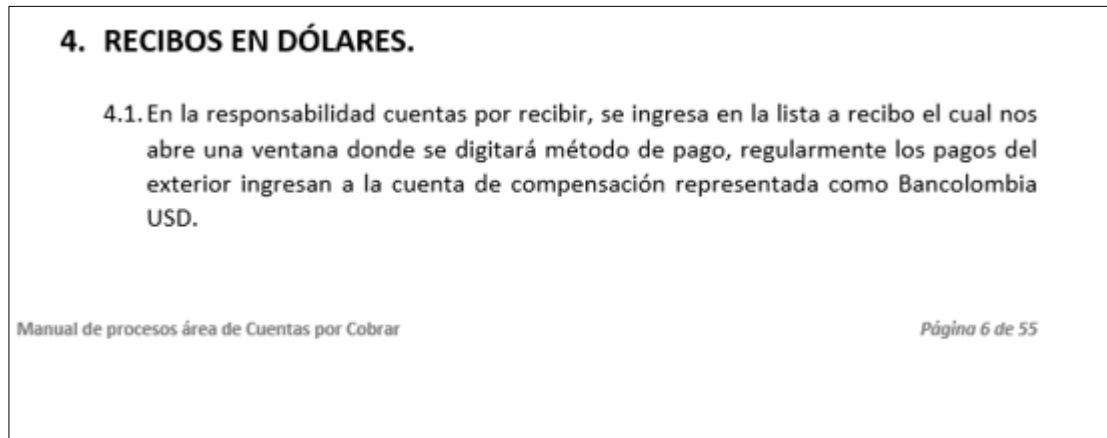 4. RECIBOS EN DÓLARES.
4.1. En la responsabilidad cuentas por recibir, se ingresa en la lista a recibo el cual nos
abre una ventana donde se digitará método de pago, regularmente los pagos del
exterior ingresan a la cuenta de compensación representada como Bancolombia
USD.
Manual de procesos área de Cuentas por Cobrar
Página 6 de 55